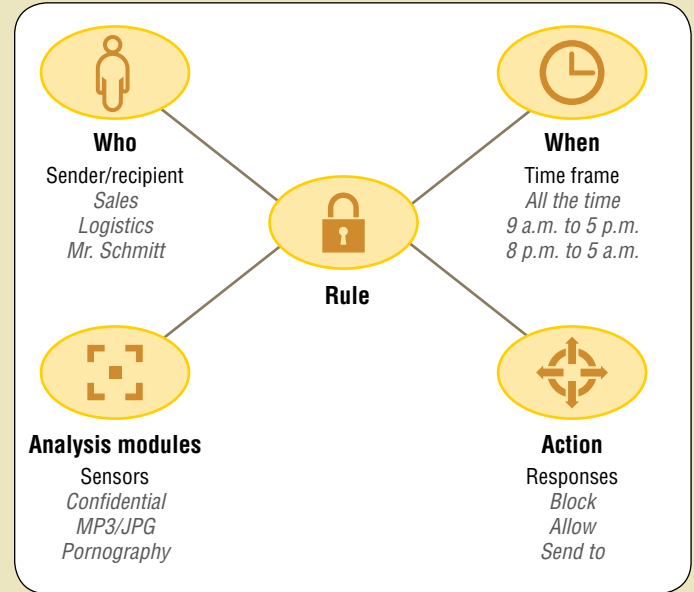 Who
Sender/recipient
Sales
Logistics
Mr. Schmitt
When
Time frame
All the time
9 a.m. to 5 p.m.
8 p.m. to 5 a.m.
Rule
Analysis modules
Sensors
Confidential
MP3/JPG
Pornography
Action
Responses
Block
Allow
Send to